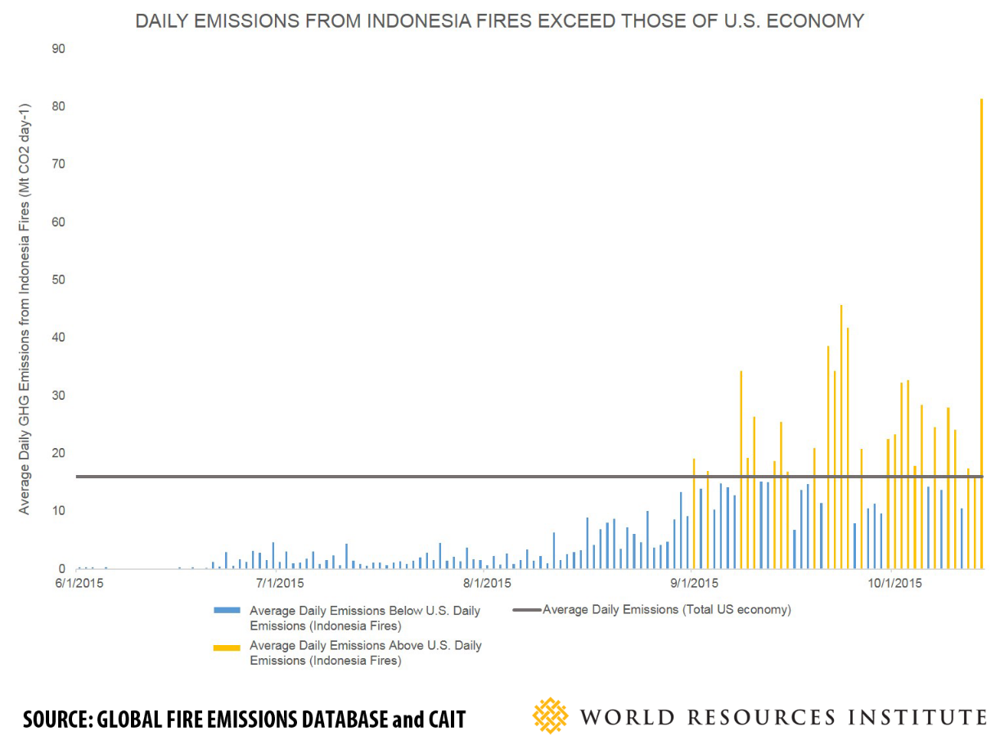 DAILY EMISSIONS FROM INDONESIA FIRES EXCEED THOSE OF U.S. ECONOMY
Average Daily GHG Emissions from Indonesia Fires (Mt CO2 day-1)
90
80
70
60
50
40
30
20
10
0
6/1/2015 7/1/2015 8/1/2015 9/1/2015 10/1/2015
Average Daily Emissions Below U.S. Daily
Emissions (Indonesia Fires)
Average Daily Emissions (Total US economy)
Average Daily Emissions Above U.S. Daily
Emissions (Indonesia Fires)
SOURCE: GLOBAL FIRE EMISSIONS DATABASE and CAIT
WORLD RESOURCES INSTITUTE